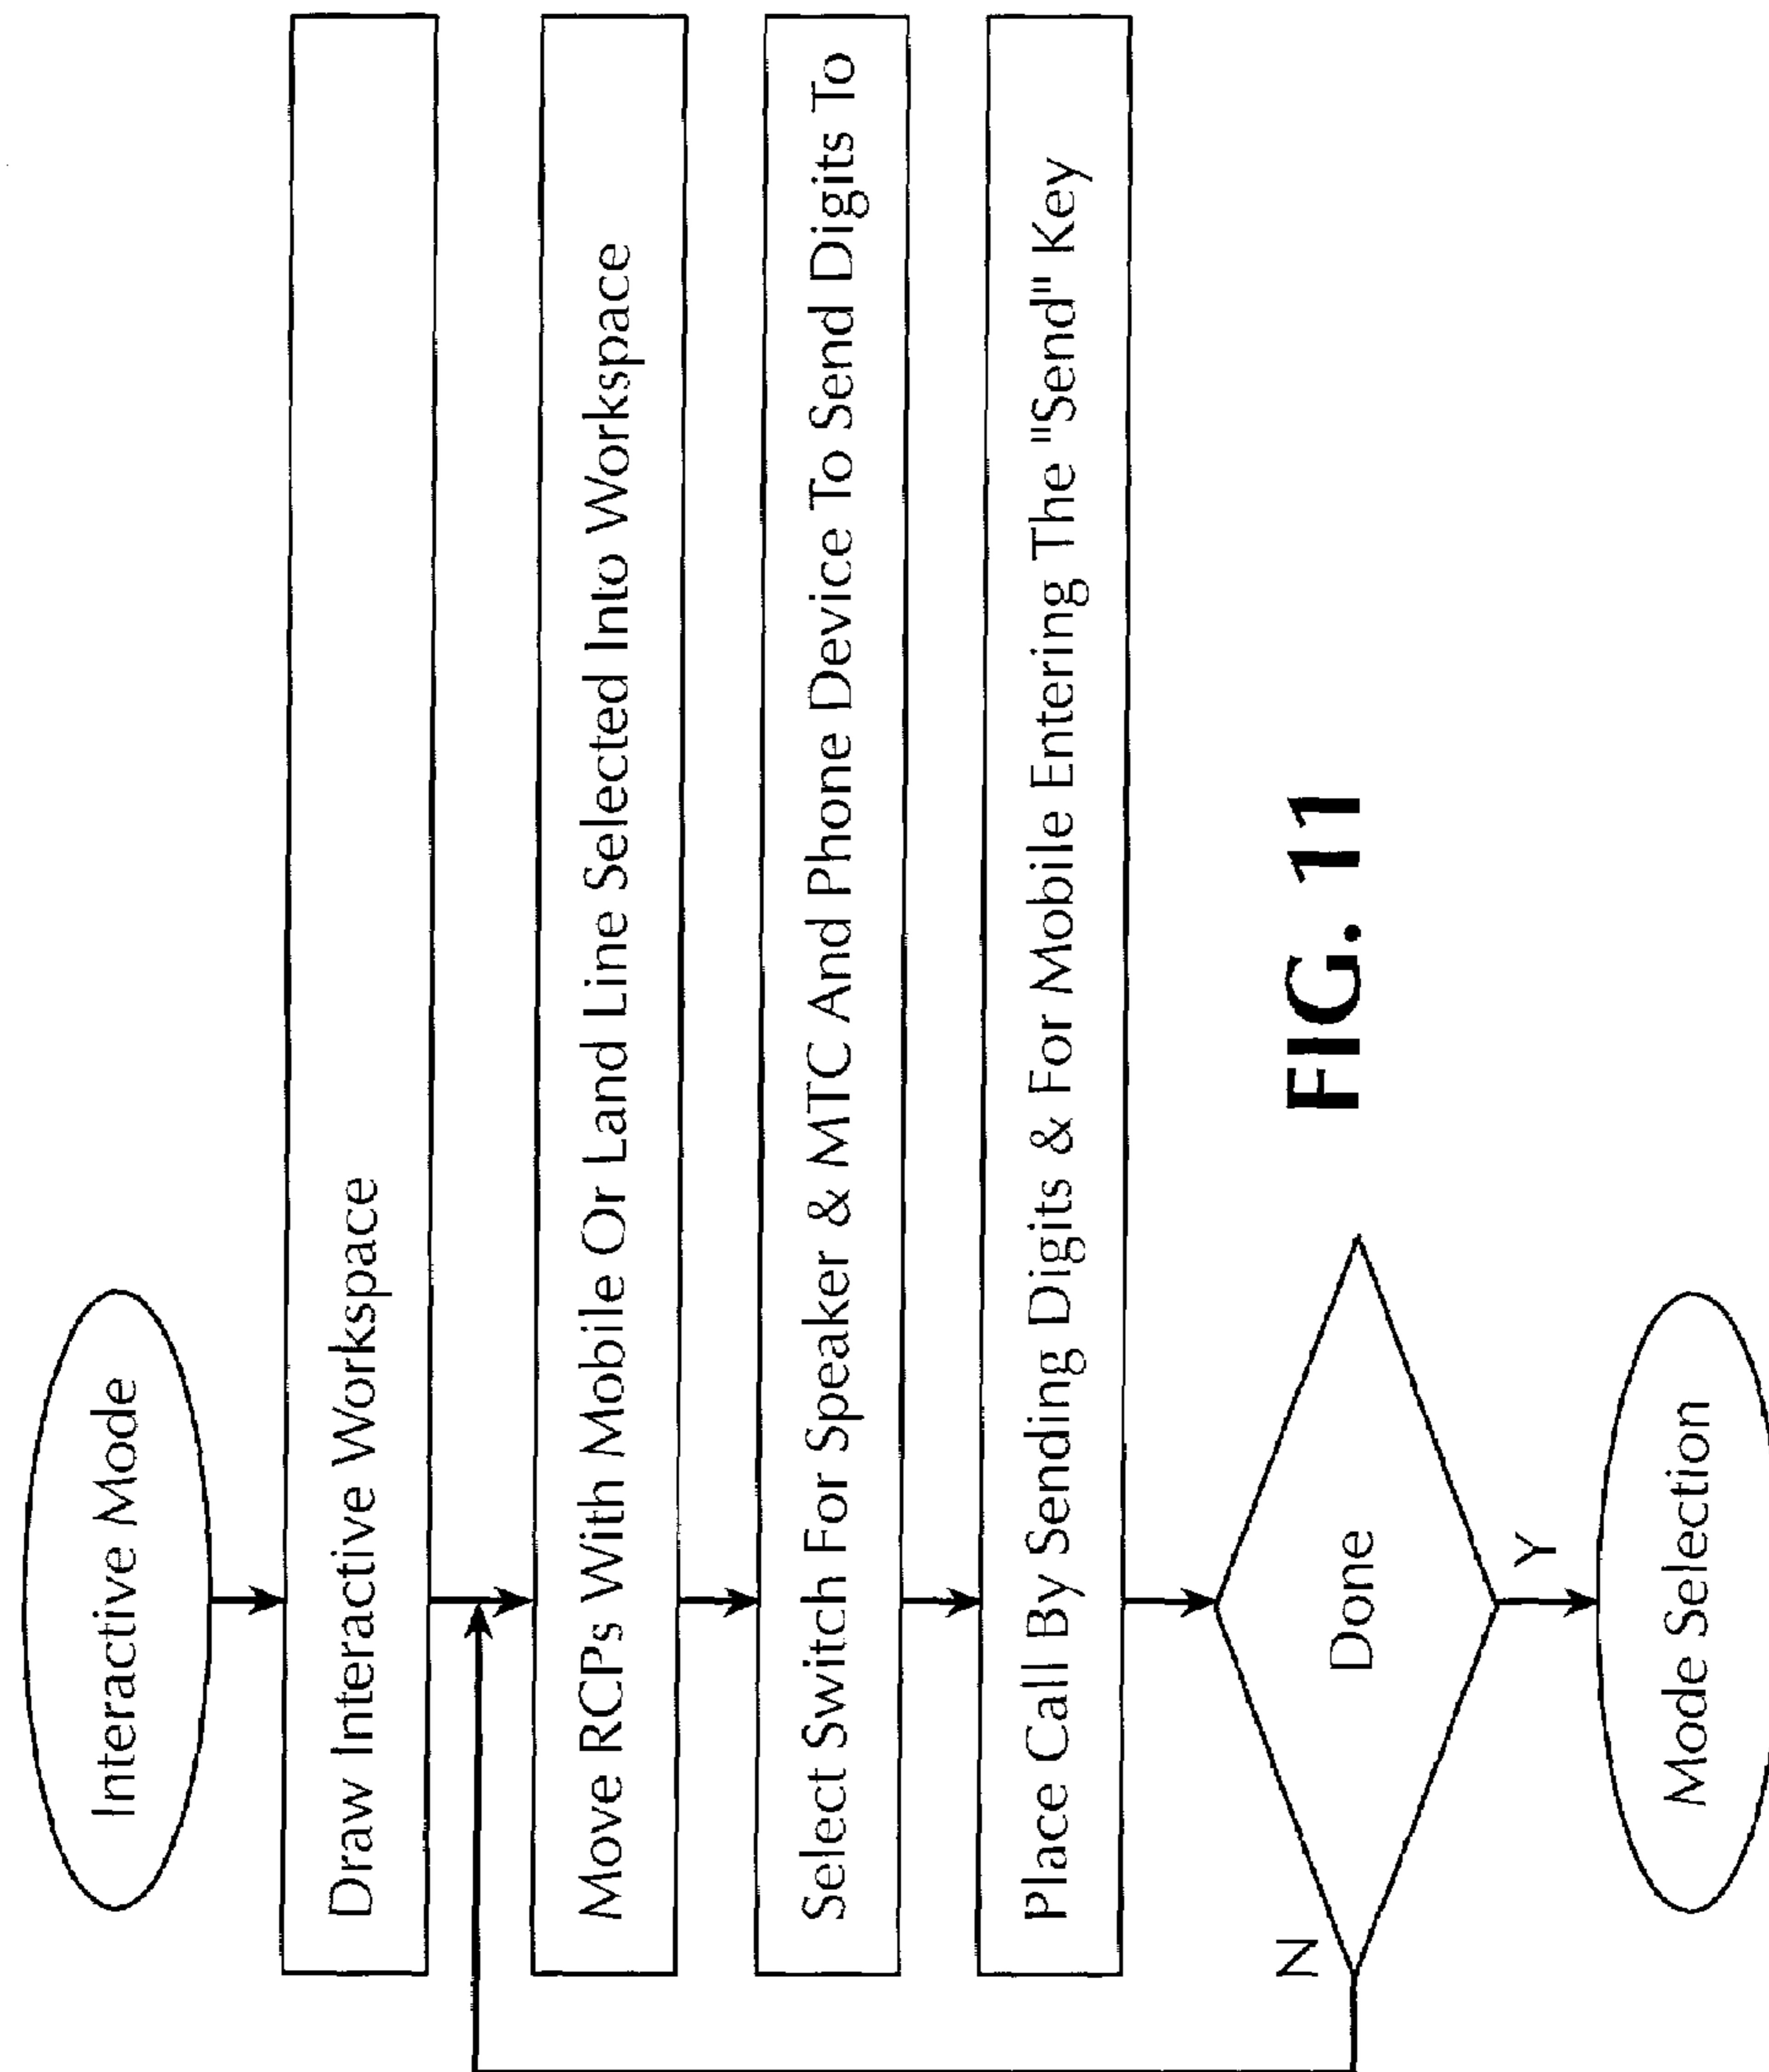 Interactive Mode
Draw Interactive Workspace
Move RCPs With Mobile Or Land Line Selected Into Workspace
Select Switch For Speaker & MTC And Phone Device To Send Digits To
Place Call By Sending Digits & For Mobile Entering The "Send" Key
Done
N
Y
Mode Selection
FIG. 11